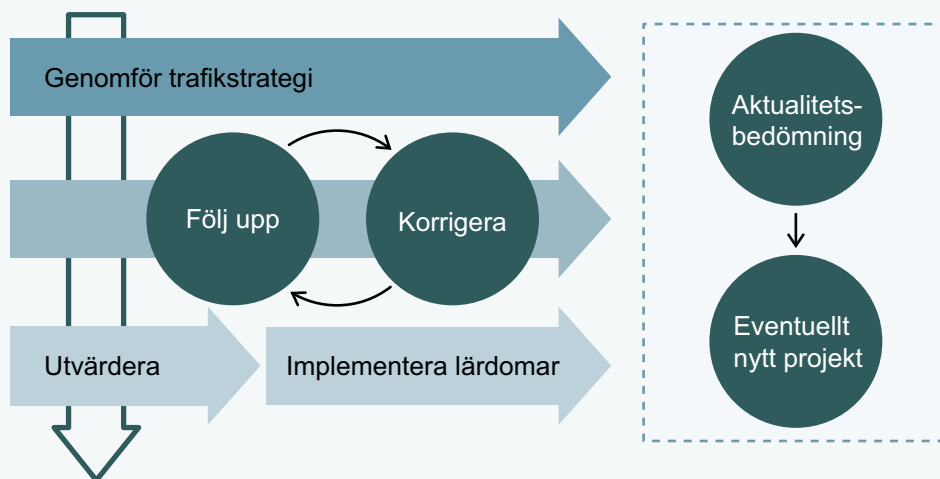 Genomför trafikstrategi
Följ upp
Korrigera
Utvärdera
Implementera lärdomar
Aktualitets-
bedömning
Eventuellt
nytt projekt